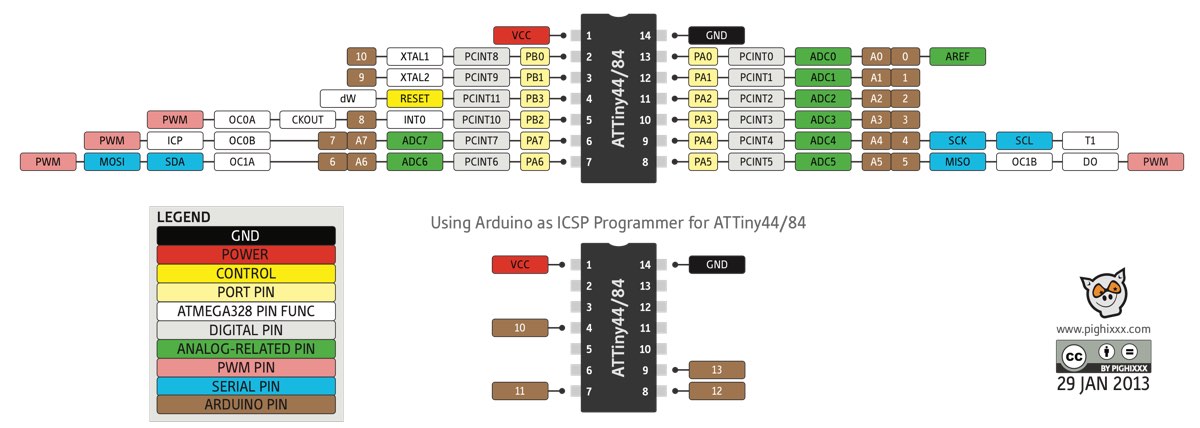 VCC 1 14 GND
10 XTAL1 PCINT8 PB0 2 13 PA0 PCINT0 ADC0 A0 0 AREF
9 XTAL2 PCINT9 PB1 3 12 PA1 PCINT1 ADC1 A1 1
dW RESET PCINT11 PB3 4 11 PA2 PCINT2 ADC2 A2 2
PWM OC0A CKOUT 8 INT0 PCINT10 PB2 5 10 PA3 PCINT3 ADC3 A3 3
PWM ICP OC0B 7 A7 ADC7 PCINT7 PA7 6 9 PA4 PCINT4 ADC4 A4 4 SCK SCL T1
PWM MOSI SDA OC1A 6 A6 ADC6 PCINT6 PA6 7 8 PA5 PCINT5 ADC5 A5 5 MISO OC1B DO PWM
ATTiny44/84
LEGEND
GND
POWER
CONTROL
PORT PIN
ATMEGA328 PIN FUNC
DIGITAL PIN
ANALOG-RELATED PIN
PWM PIN
SERIAL PIN
ARDUINO PIN
Using Arduino as ICSP Programmer for ATTiny44/84
VCC 1 14 GND
2 13
3 12
10 4 11
5 10
6 9 13
11 7 8 12
ATTiny44/84
www.pighixxx.com
cc =
BY PIGHIXXX
29 JAN 2013